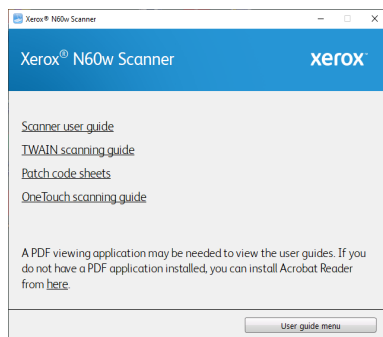 Xerox® N60w Scanner
Xerox® N60w Scanner
xerox™
Scanner user guide
TWAIN scanning guide
Patch code sheets
OneTouch scanning guide
A PDF viewing application may be needed to view the user guides. If you
do not have a PDF application installed, you can install Acrobat Reader
from here.
User guide menu